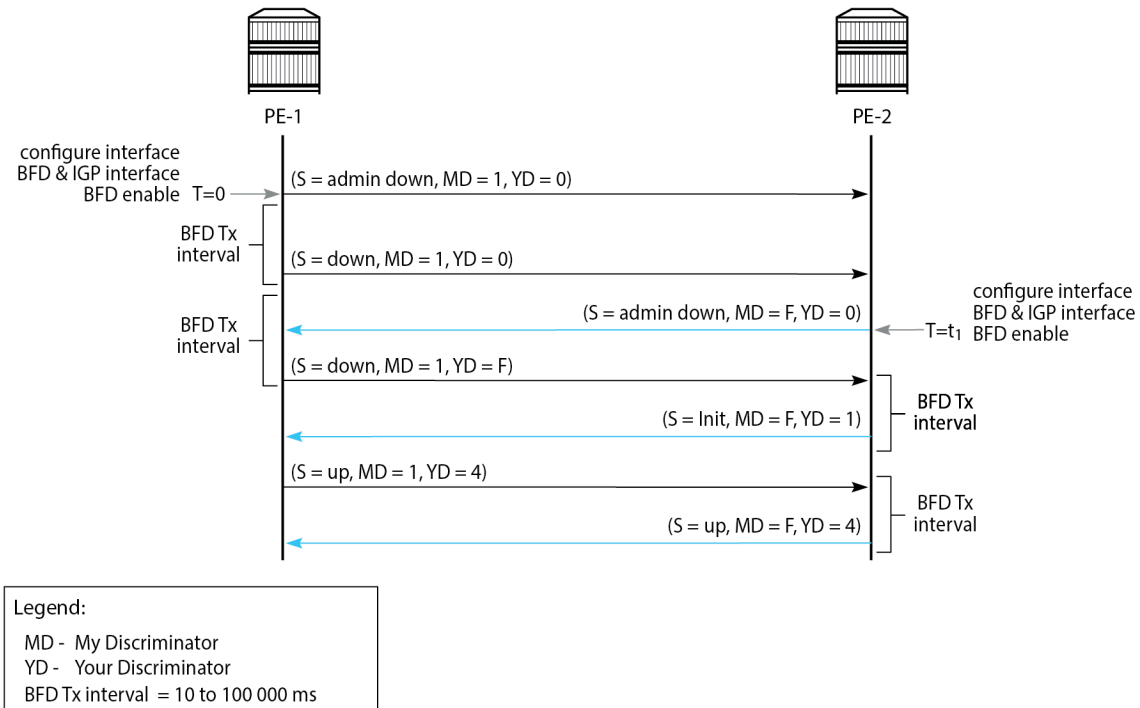 PE-1
PE-2
configure interface
BFD & IGP interface
BFD enable T=0
(S = admin down, MD = 1, YD = 0)
BFD Tx
interval
(S = down, MD = 1, YD = 0)
configure interface
BFD & IGP interface
T=t1 BFD enable
(S = admin down, MD = F, YD = 0)
BFD Tx
interval
(S = down, MD = 1, YD = F)
BFD Tx
interval
(S = Init, MD = F, YD = 1)
(S = up, MD = 1, YD = 4)
BFD Tx
interval
(S = up, MD = F, YD = 4)
Legend:
MD - My Discriminator
YD - Your Discriminator
BFD Tx interval = 10 to 100 000 ms